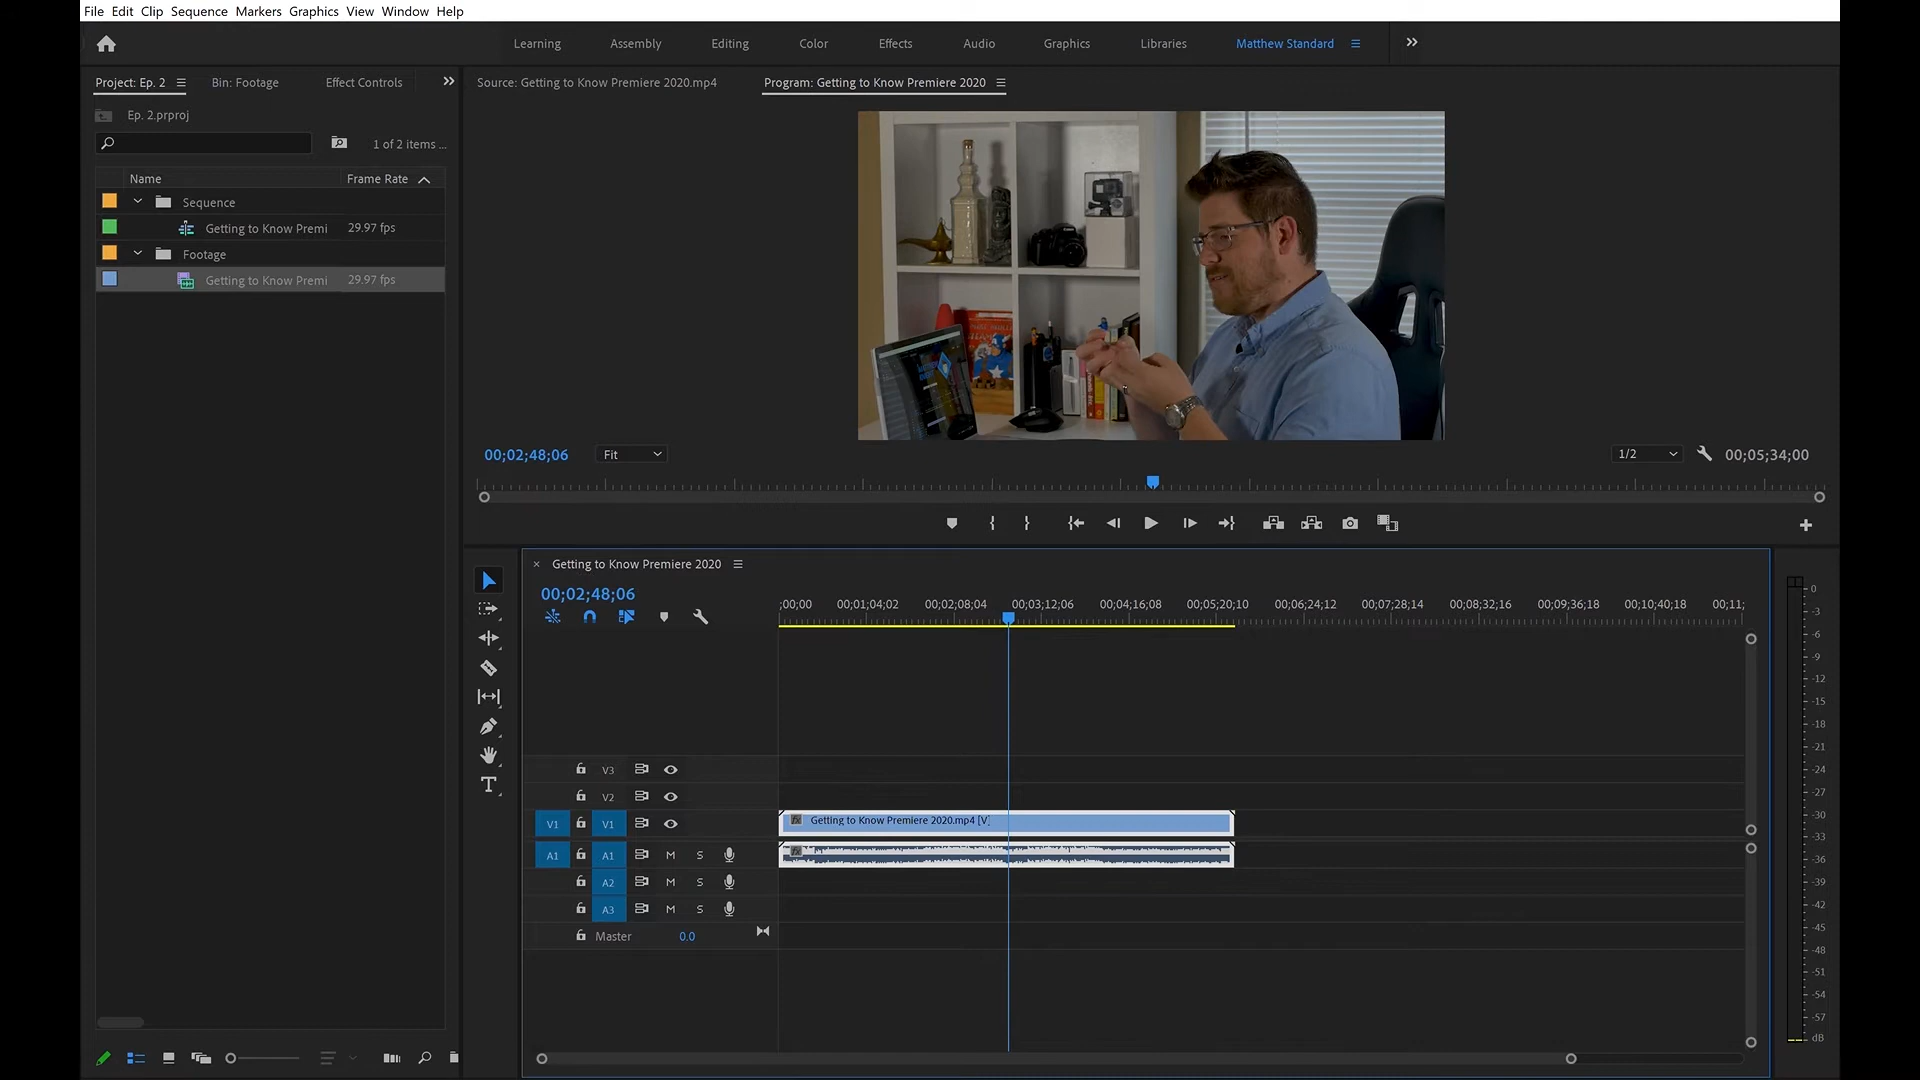 File Edit Clip Sequence Markers Graphics View Window Help
Learning Assembly Editing Color Effects Audio Graphics Libraries Matthew Standard
Project: Ep. 2 Bin: Footage Effect Controls
Source: Getting to Know Premiere 2020.mp4 Program: Getting to Know Premiere 2020
Ep. 2.prproj
1 of 2 items ...
Name Frame Rate
Sequence
Getting to Know Premi 29.97 fps
Footage
Getting to Know Premi 29.97 fps
00;02;48;06 Fit 1/2 00;05;34;00
Getting to Know Premiere 2020
00;02;48;06
;00;00 00;01;04;02 00;02;08;04 00;03;12;06 00;04;16;08 00;05;20;10 00;06;24;12 00;07;28;14 00;08;32;16 00;09;36;18 00;10;40;18 00;11;
V3
V2
V1 V1 fx Getting to Know Premiere 2020.mp4 [V]
A1 A1 M S fx
A2 M S
A3 M S
Master 0.0
0
-3
-6
-9
-12
-15
-18
-21
-24
-27
-30
-33
-36
-39
-42
-45
-48
-51
-54
-57
dB